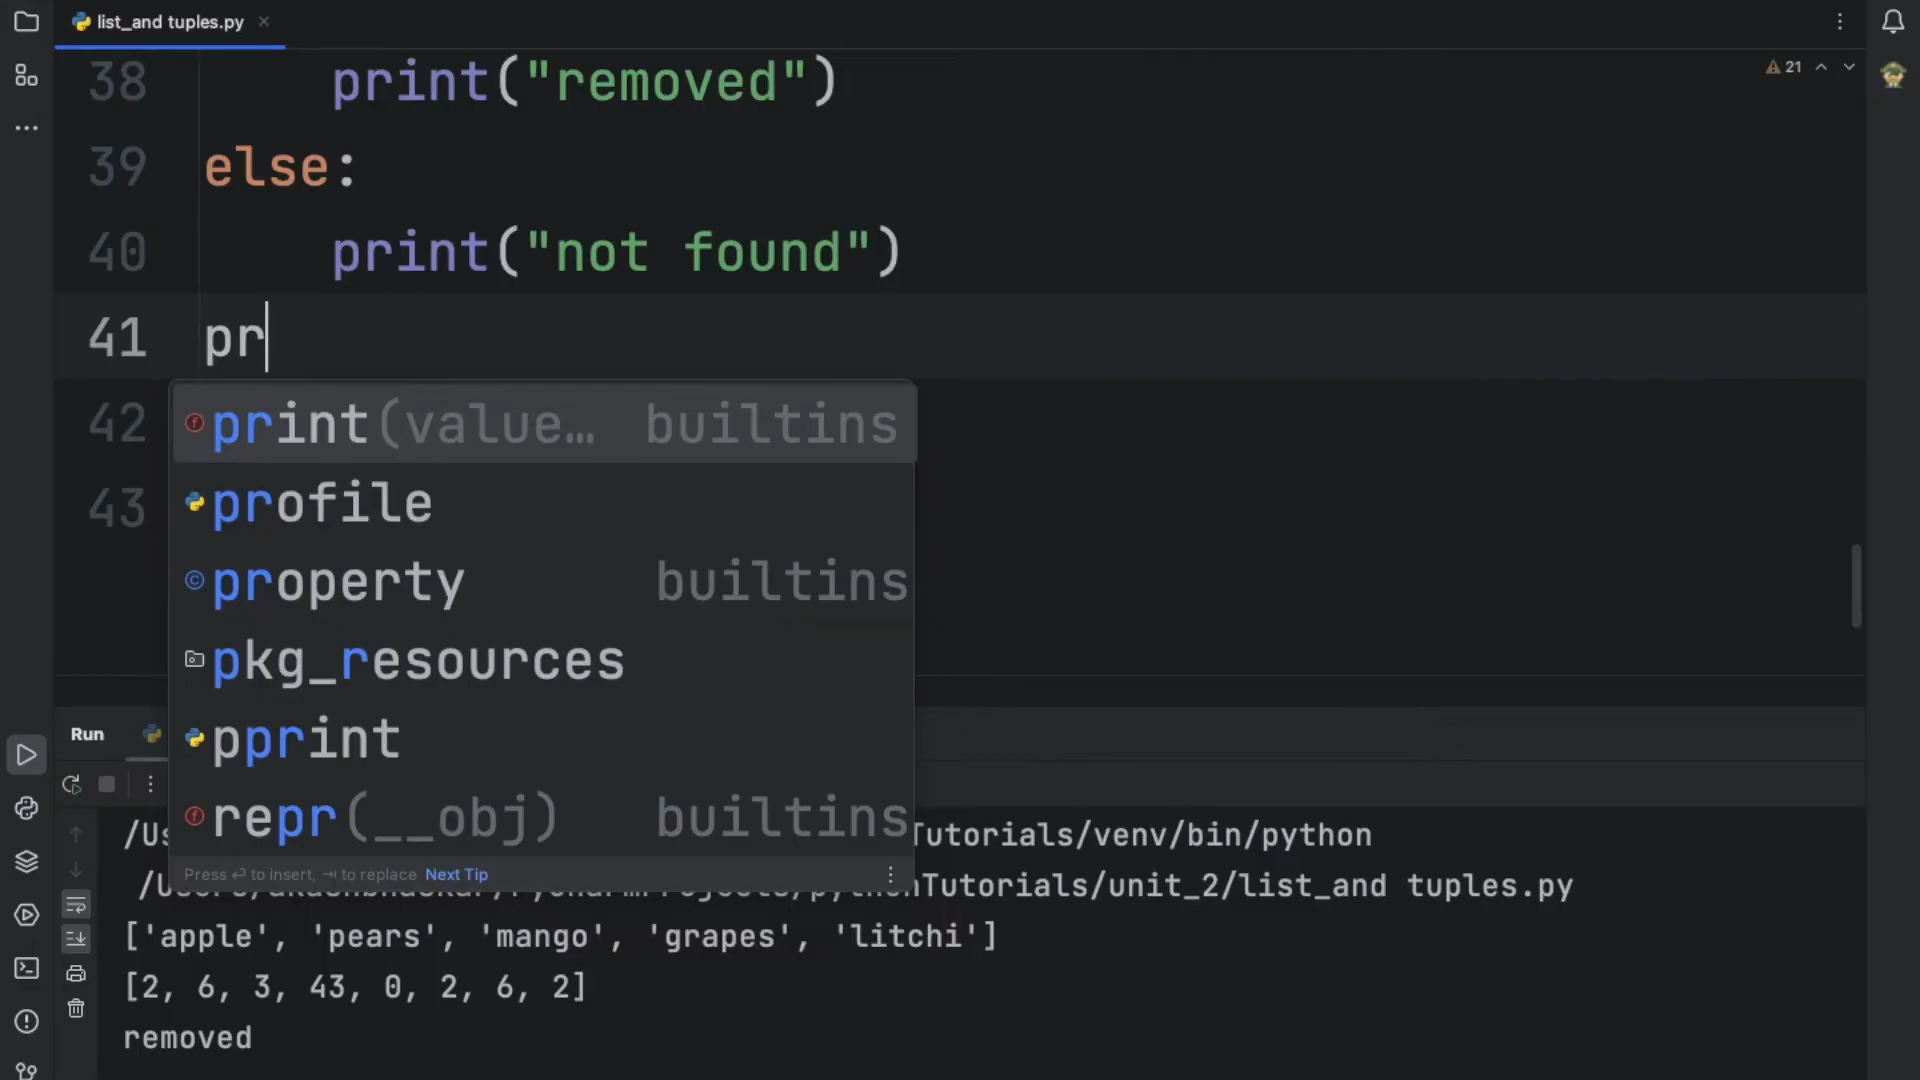 list_and tuples.py
38 print("removed")
21
39 else:
40 print("not found")
41 pr
42
43
print(value… builtins
profile
property builtins
pkg_resources
pprint
repr(__obj) builtins
Press ⏎ to insert, ⇥ to replace Next Tip
Run
/Us Tutorials/venv/bin/python
Tutorials/unit_2/list_and tuples.py
['apple', 'pears', 'mango', 'grapes', 'litchi']
[2, 6, 3, 43, 0, 2, 6, 2]
removed